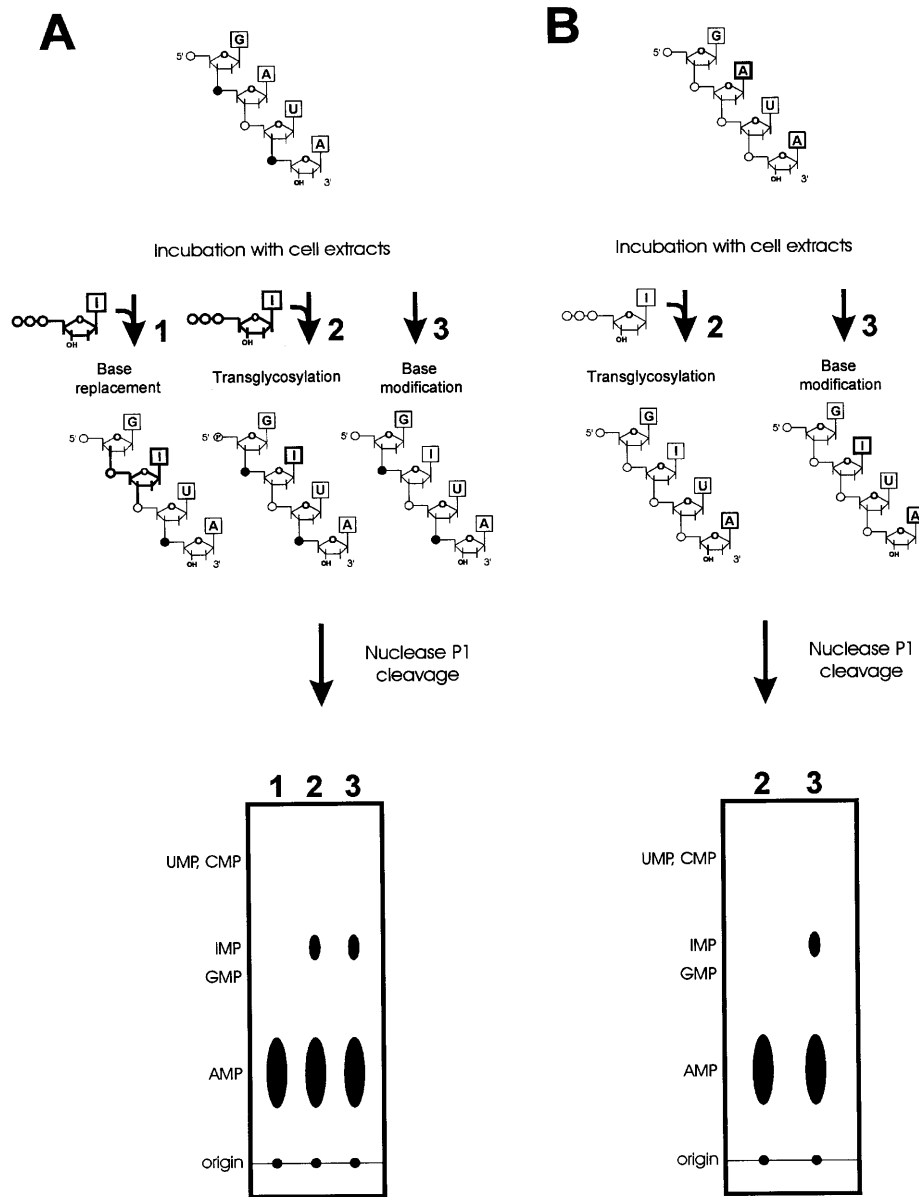 A
5'
G
A
U
A
OH
3'
Incubation with cell extracts
I
OH
1
I
OH
2
3
Base
replacement
Transglycosylation
Base
modification
5'
G
I
U
A
OH
3'
5'
P
G
I
U
A
OH
3'
5'
G
I
U
A
OH
3'
Nuclease P1
cleavage
1 2 3
UMP, CMP
IMP
GMP
AMP
origin
B
5'
G
A
U
A
OH
3'
Incubation with cell extracts
I
OH
2
3
Transglycosylation
Base
modification
5'
G
I
U
A
OH
3'
5'
G
I
U
A
OH
3'
Nuclease P1
cleavage
2 3
UMP, CMP
IMP
GMP
AMP
origin